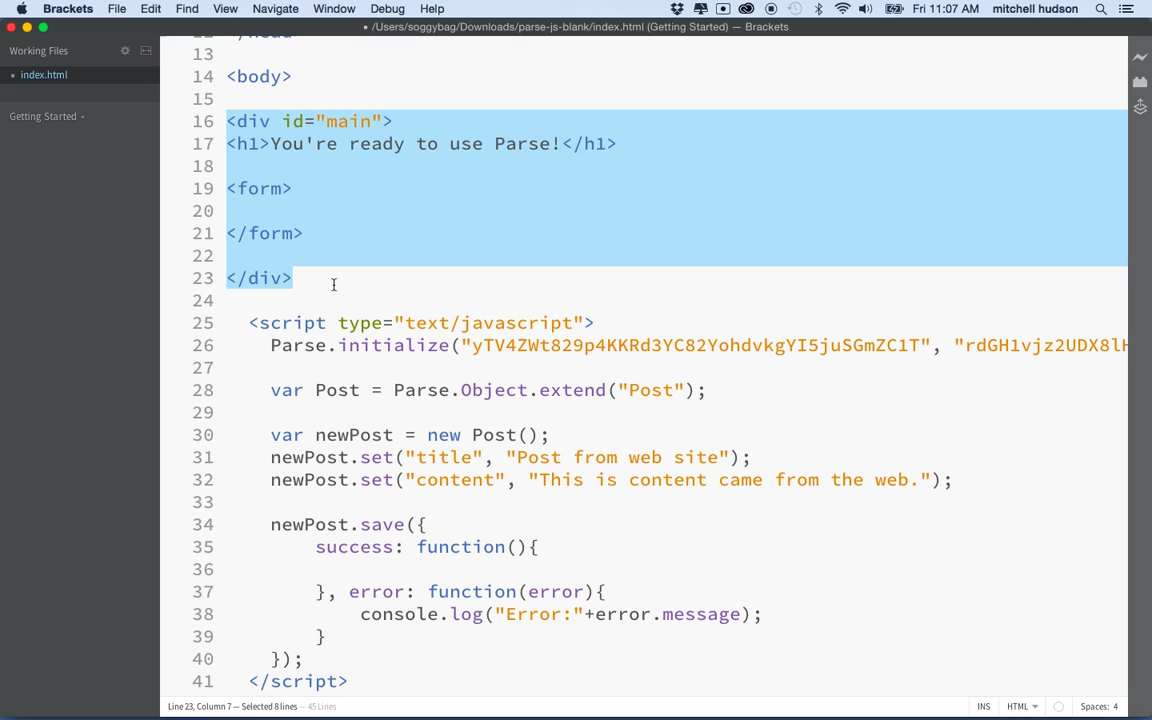 Brackets File Edit Find View Navigate Window Debug Help Fri 11:07 AM mitchell hudson
• /Users/soggybag/Downloads/parse-js-blank/index.html (Getting Started) — Brackets
Working Files
• index.html
Getting Started
13
14 <body>
15
16 <div id="main">
17 <h1>You're ready to use Parse!</h1>
18
19 <form>
20
21 </form>
22
23 </div>
24
25 <script type="text/javascript">
26 Parse.initialize("yTV4ZWt829p4KKRd3YC82YohdvkgYI5juSGmZC1T", "rdGH1vjz2UDX8lH
27
28 var Post = Parse.Object.extend("Post");
29
30 var newPost = new Post();
31 newPost.set("title", "Post from web site");
32 newPost.set("content", "This is content came from the web.");
33
34 newPost.save({
35 success: function(){
36
37 }, error: function(error){
38 console.log("Error:"+error.message);
39 }
40 });
41 </script>
Line 23, Column 7 — Selected 8 lines — 45 Lines INS HTML Spaces: 4